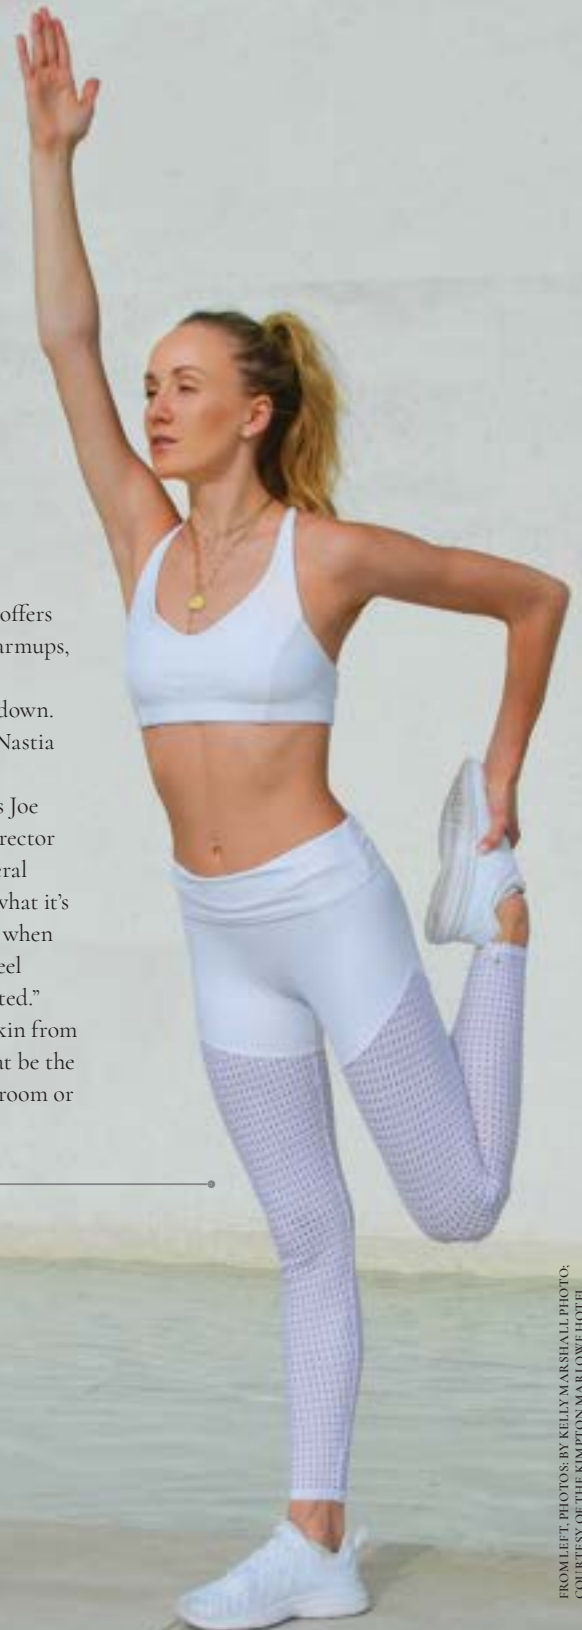 offers
armups,
down.
Nastia
s Joe
rector
eral
what it's
when
eel
ted.”
kin from
at be the
room or
FROM LEFT, PHOTOS: BY KELLY MARSHALL PHOTO;
COURTESY OF THE KIMPTON MARLOWE HOTEL